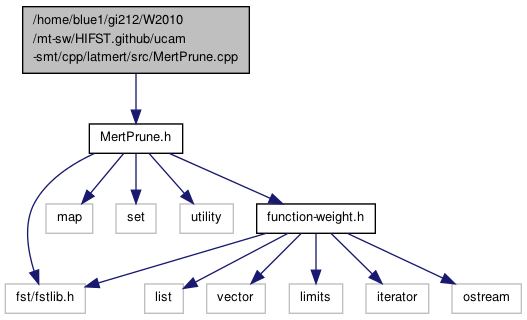 /home/blue1/gi212/W2010
/mt-sw/HIFST.github/ucam
-smt/cpp/latmert/src/MertPrune.cpp
MertPrune.h
map
set
utility
function-weight.h
fst/fstlib.h
list
vector
limits
iterator
ostream